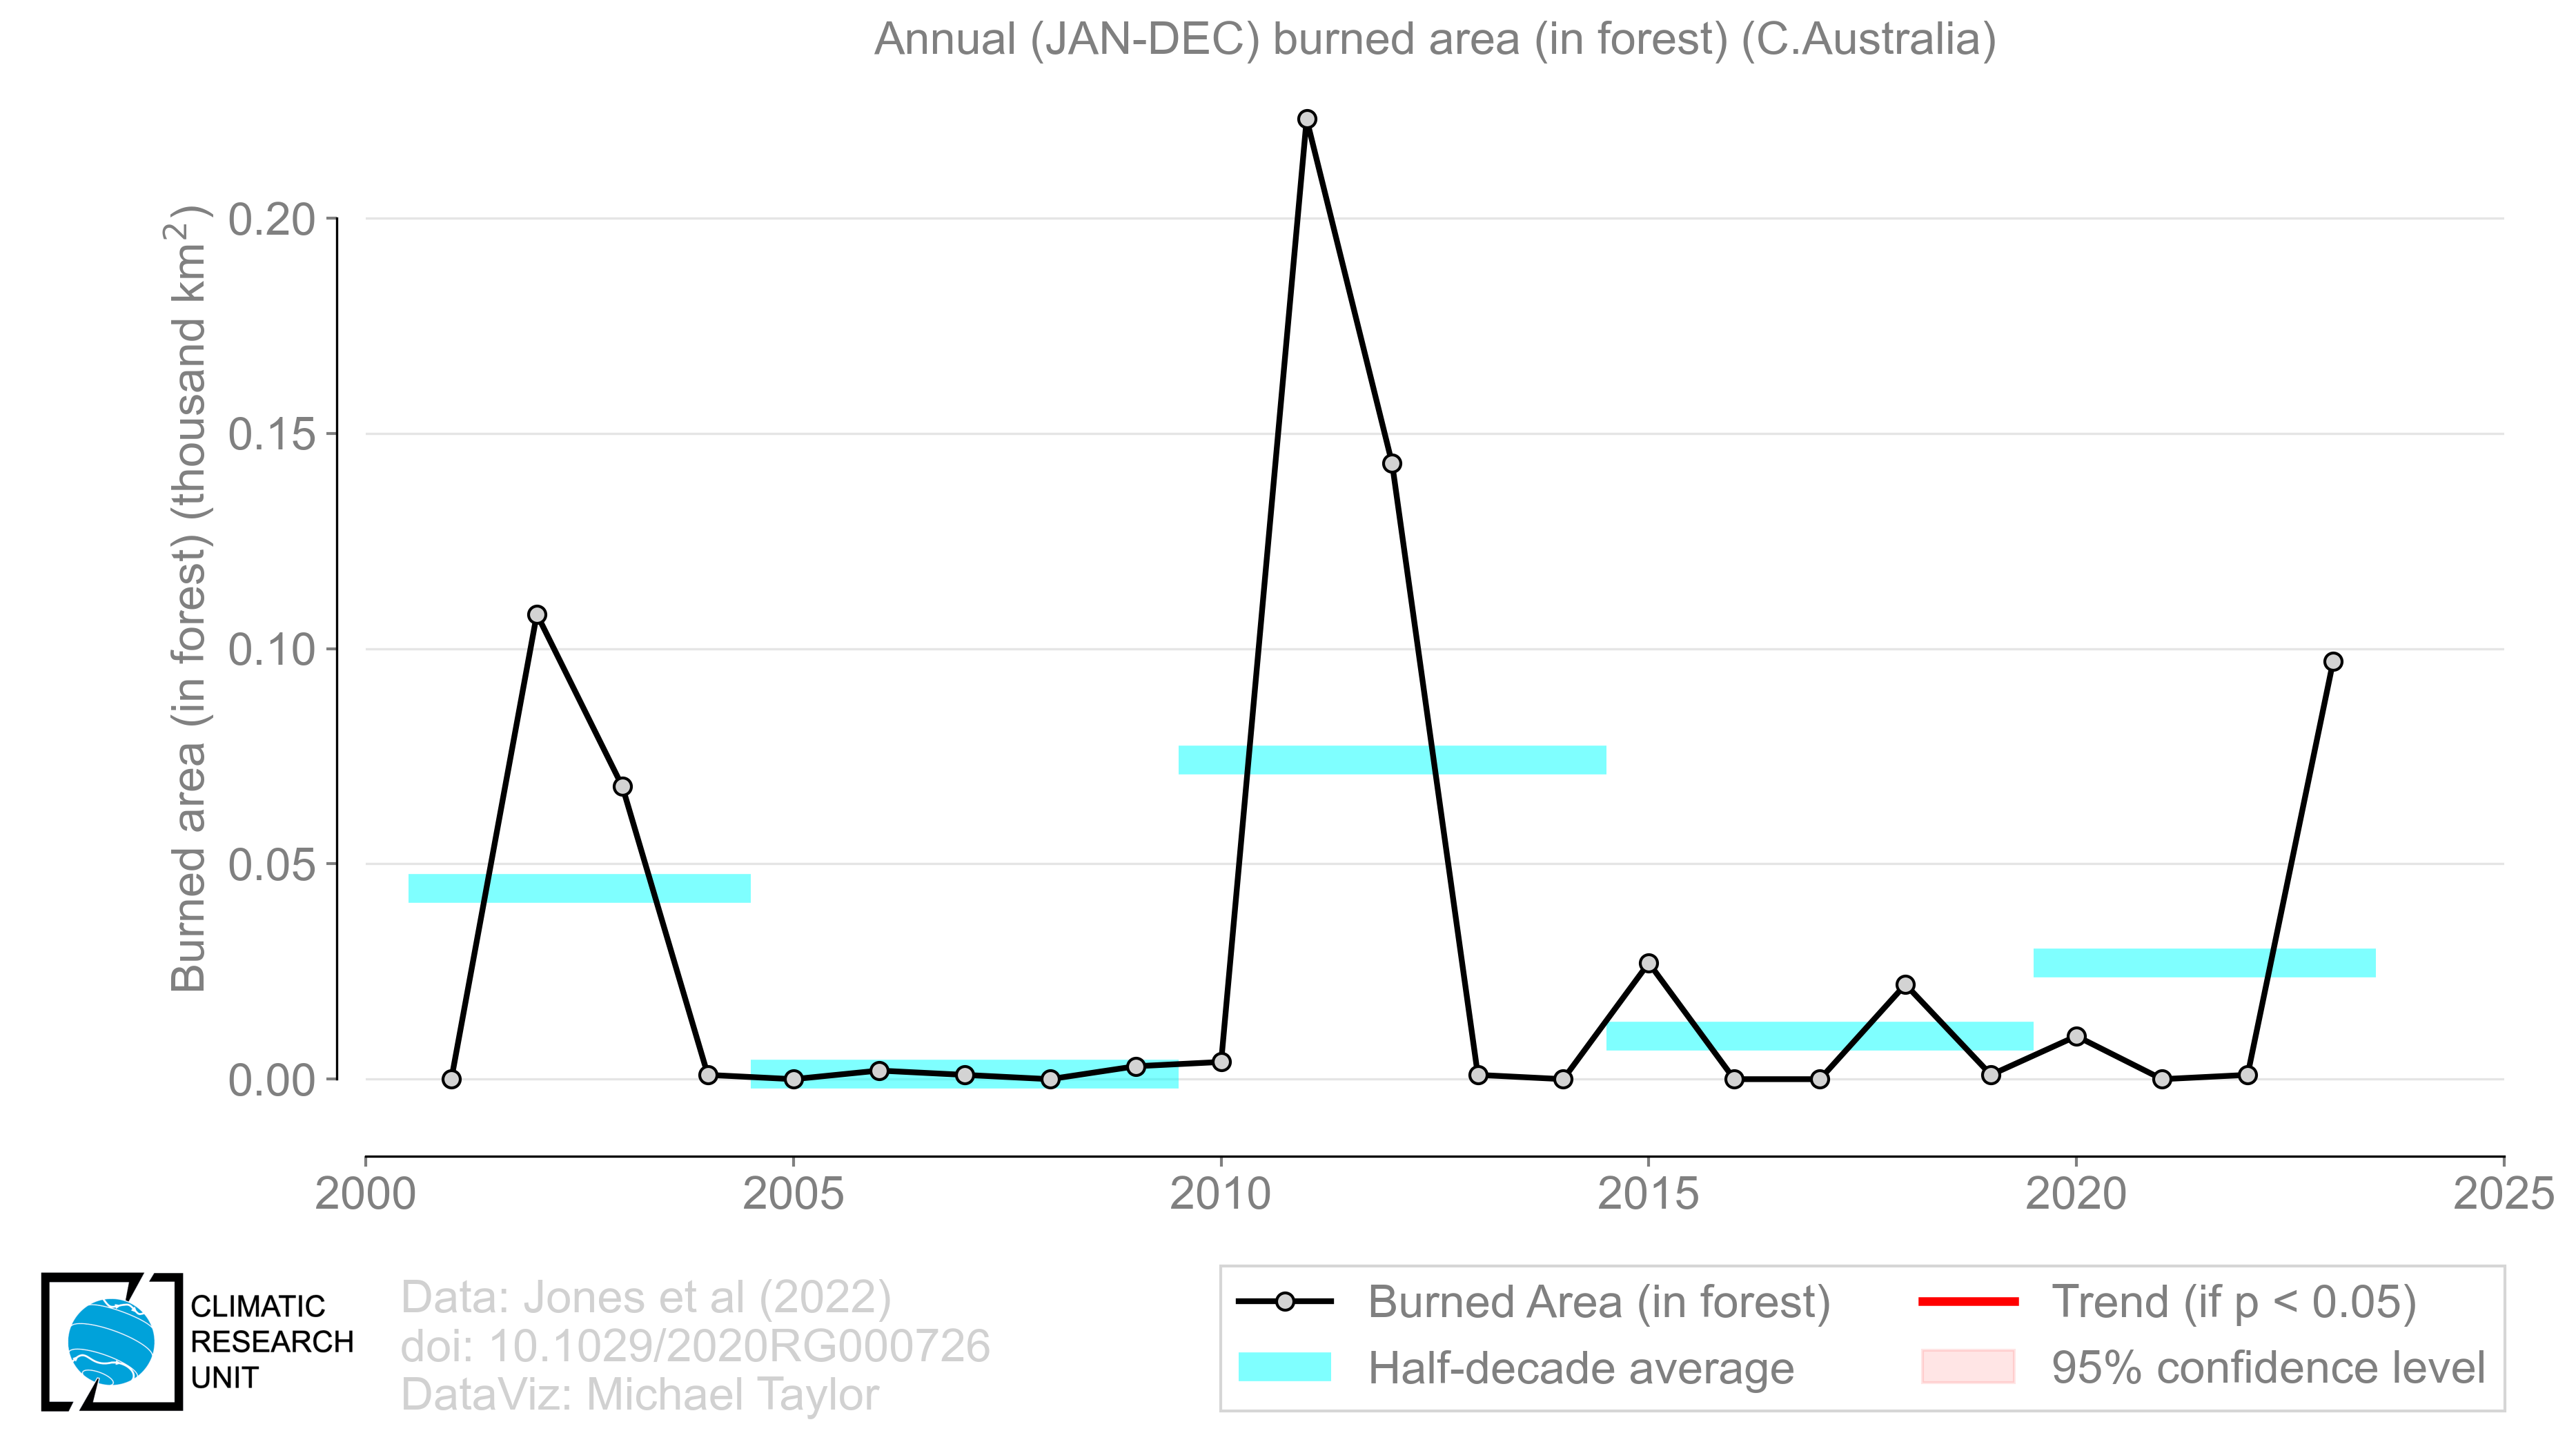 Annual (JAN-DEC) burned area (in forest) (C.Australia)
Burned area (in forest) (thousand km²)
0.20
0.15
0.10
0.05
0.00
2000 2005 2010 2015 2020 2025
CLIMATIC
RESEARCH
UNIT
Data: Jones et al (2022)
doi: 10.1029/2020RG000726
DataViz: Michael Taylor
Burned Area (in forest)
Half-decade average
Trend (if p < 0.05)
95% confidence level